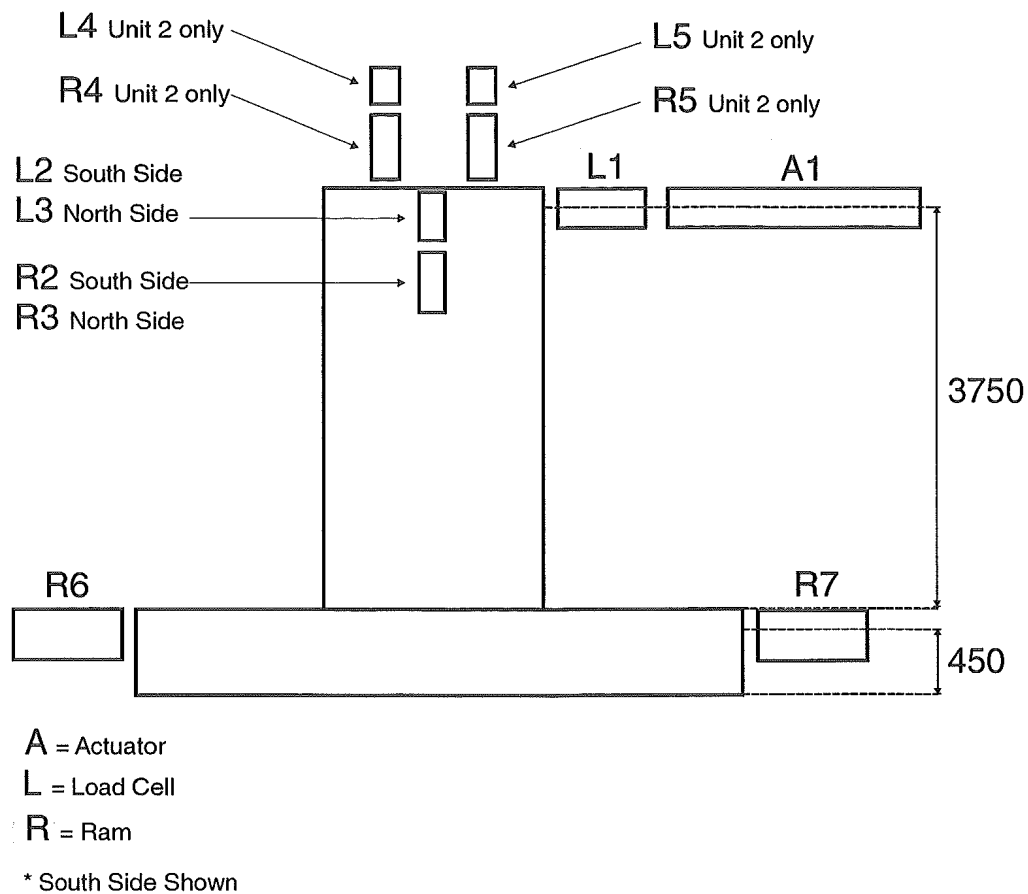 L4 Unit 2 only
L5 Unit 2 only
R4 Unit 2 only
R5 Unit 2 only
L2 South Side
L1
A1
L3 North Side
R2 South Side
R3 North Side
3750
R6
R7
450
A = Actuator
L = Load Cell
R = Ram
* South Side Shown